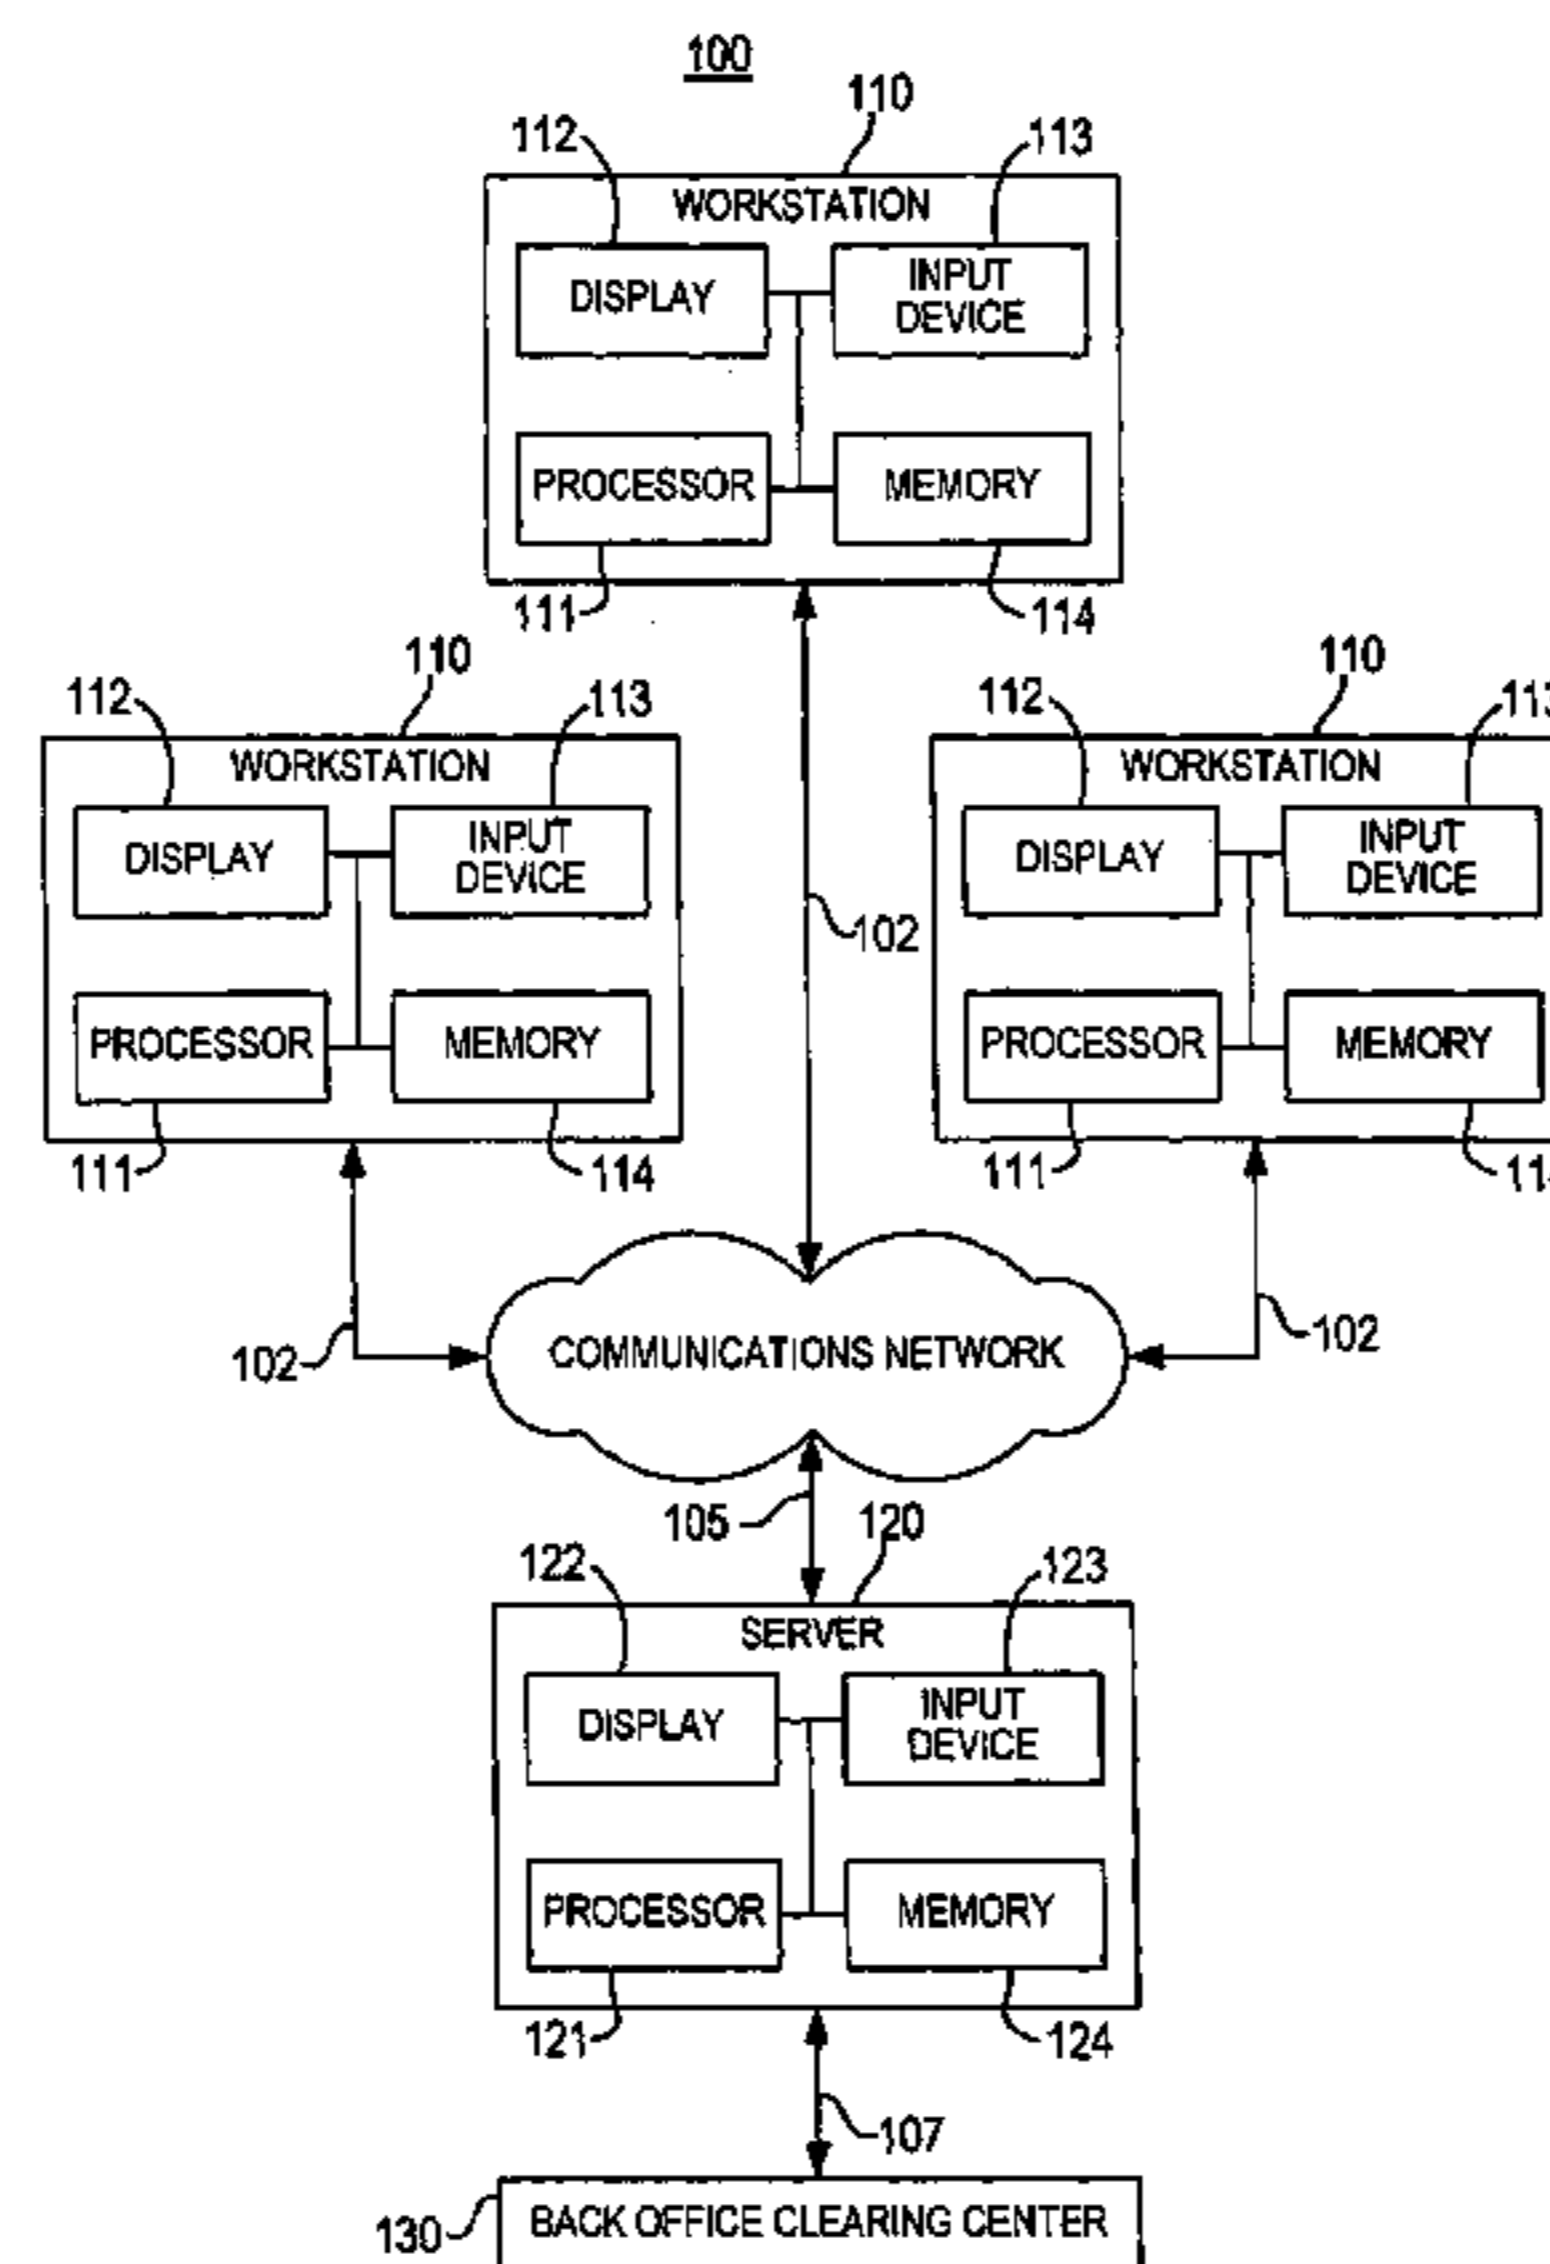 100
110
112
113
WORKSTATION
DISPLAY
INPUT
DEVICE
PROCESSOR
MEMORY
111
114
110
112
113
WORKSTATION
DISPLAY
INPUT
DEVICE
PROCESSOR
MEMORY
111
114
102
110
112
WORKSTATION
DISPLAY
INPUT
DEVICE
PROCESSOR
MEMORY
111
102
COMMUNICATIONS NETWORK
102
105
120
122
123
SERVER
DISPLAY
INPUT
DEVICE
PROCESSOR
MEMORY
121
124
107
130
BACK OFFICE CLEARING CENTER